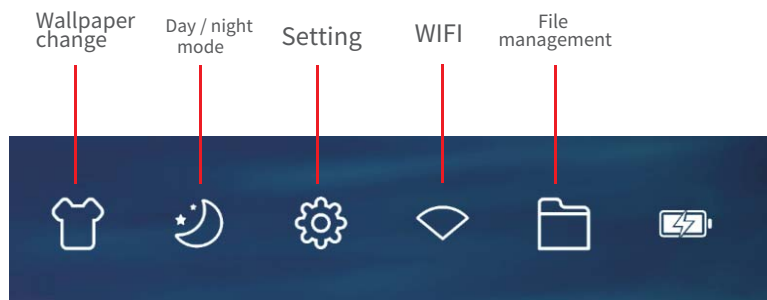 Wallpaper
change
Day / night
mode
Setting
WIFI
File
management